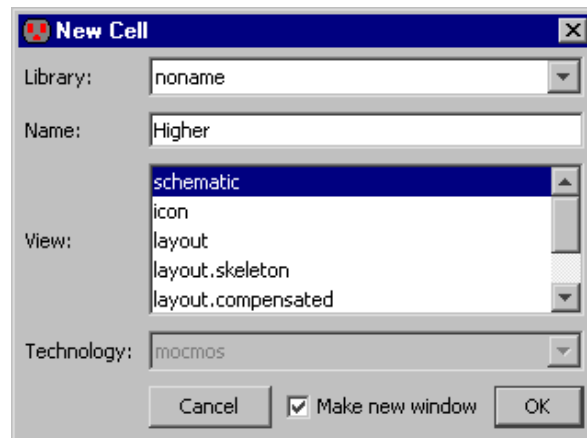 New Cell
Library: noname
Name: Higher
View:
schematic
icon
layout
layout.skeleton
layout.compensated
Technology: mocmos
Cancel Make new window OK